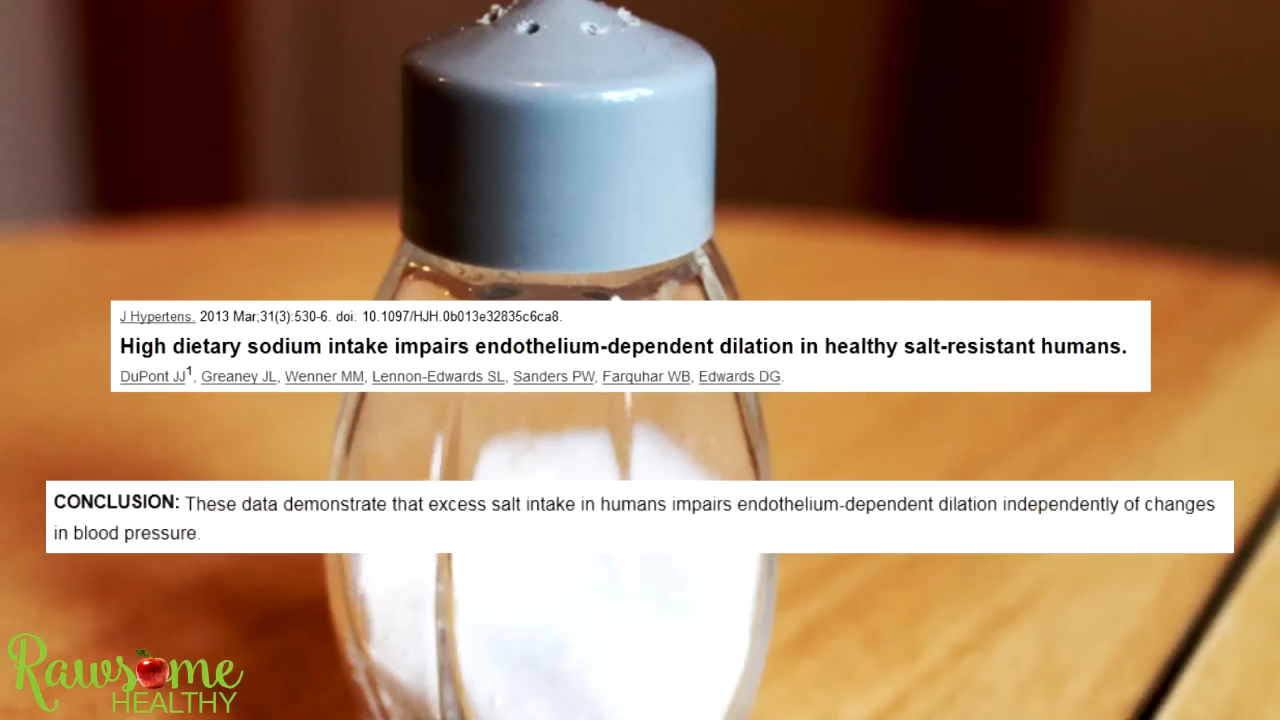 J Hypertens. 2013 Mar;31(3):530-6. doi: 10.1097/HJH.0b013e32835c6ca8.
High dietary sodium intake impairs endothelium-dependent dilation in healthy salt-resistant humans.
DuPont JJ1, Greaney JL, Wenner MM, Lennon-Edwards SL, Sanders PW, Farquhar WB, Edwards DG.
CONCLUSION: These data demonstrate that excess salt intake in humans impairs endothelium-dependent dilation independently of changes
in blood pressure.
Rawsome
HEALTHY